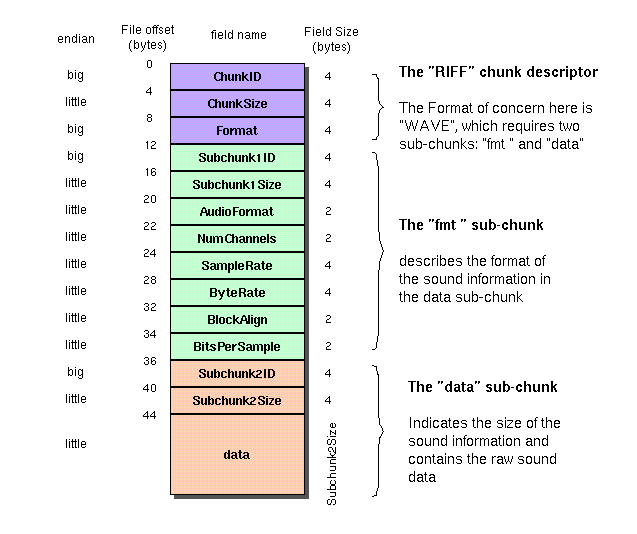 endian
File offset
(bytes)
field name
Field Size
(bytes)
0
big
ChunkID
4
4
little
ChunkSize
4
8
big
Format
4
12
big
Subchunk1ID
4
16
little
Subchunk1Size
4
20
little
AudioFormat
2
22
little
NumChannels
2
24
little
SampleRate
4
28
little
ByteRate
4
32
little
BlockAlign
2
34
little
BitsPerSample
2
36
big
Subchunk2ID
4
40
little
Subchunk2Size
4
44
little
data
Subchunk2Size
The "RIFF" chunk descriptor
The Format of concern here is
"WAVE", which requires two
sub-chunks: "fmt " and "data"
The "fmt " sub-chunk
describes the format of
the sound information in
the data sub-chunk
The "data" sub-chunk
Indicates the size of the
sound information and
contains the raw sound
data